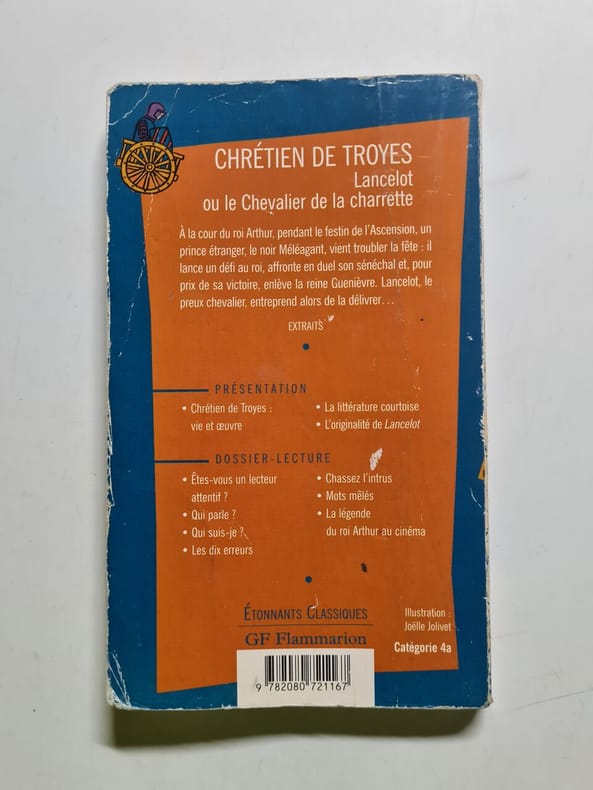 CHRÉTIEN DE TROYES
Lancelot
ou le Chevalier de la charrette
À la cour du roi Arthur, pendant le festin de l'Ascension, un
prince étranger, le noir Méléagant, vient troubler la fête : il
lance un défi au roi, affronte en duel son sénéchal et, pour
prix de sa victoire, enlève la reine Guenièvre. Lancelot, le
preux chevalier, entreprend alors de la délivrer…
EXTRAITS
PRÉSENTATION
• Chrétien de Troyes :
vie et œuvre
• La littérature courtoise
• L'originalité de Lancelot
DOSSIER-LECTURE
• Êtes-vous un lecteur
attentif ?
• Qui parle ?
• Qui suis-je ?
• Les dix erreurs
• Chassez l'intrus
• Mots mêlés
• La légende
du roi Arthur au cinéma
ÉTONNANTS CLASSIQUES
GF Flammarion
Illustration :
Joëlle Jolivet
Catégorie 4a
9 782080 721167